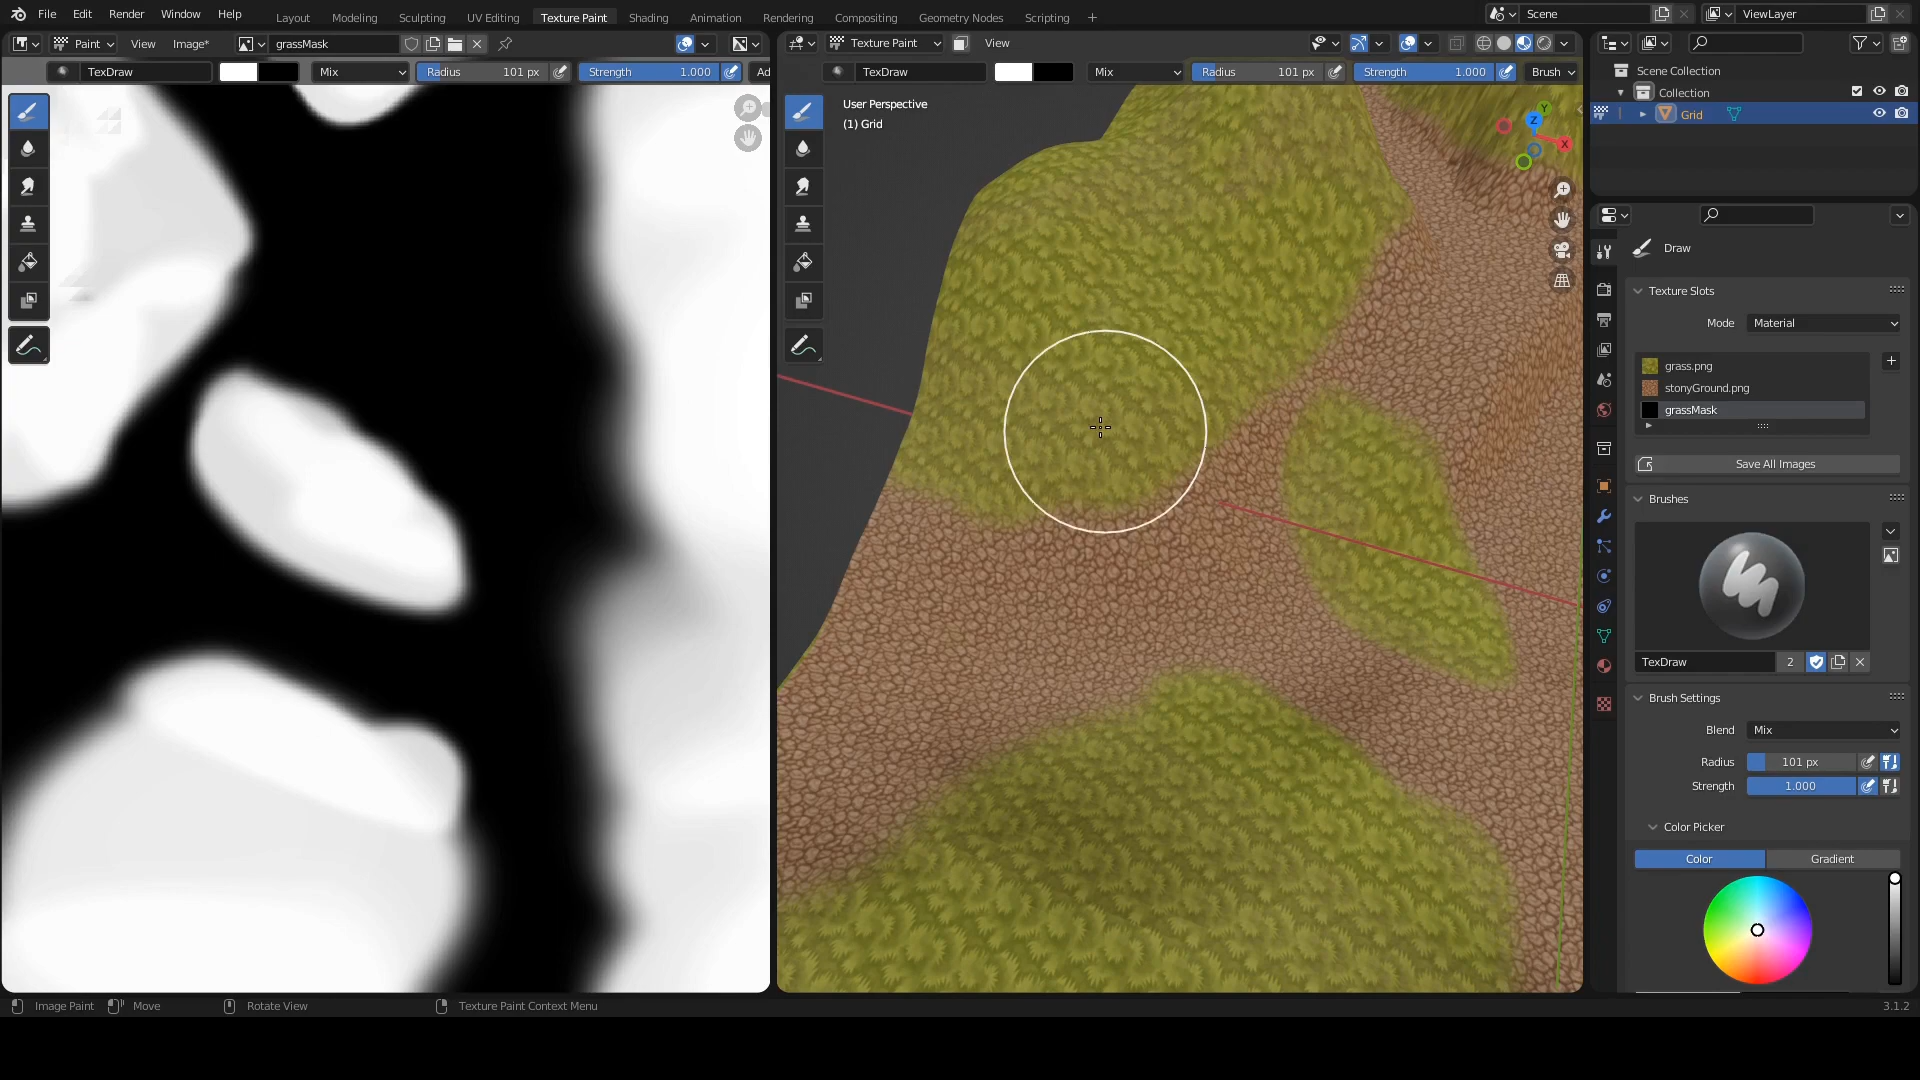 File Edit Render Window Help Layout Modeling Sculpting UV Editing Texture Paint Shading Animation Rendering Compositing Geometry Nodes Scripting + Scene ViewLayer
Paint View Image* grassMask Texture Paint View
TexDraw Mix Radius 101 px Strength 1.000 Ad TexDraw Mix Radius 101 px Strength 1.000 Brush
Scene Collection
Collection
Grid
User Perspective
(1) Grid
Y
Z
X
Draw
Texture Slots
Mode Material
grass.png
stonyGround.png
grassMask
Save All Images
Brushes
TexDraw 2
Brush Settings
Blend Mix
Radius 101 px
Strength 1.000
Color Picker
Color Gradient
Image Paint Move Rotate View Texture Paint Context Menu 3.1.2